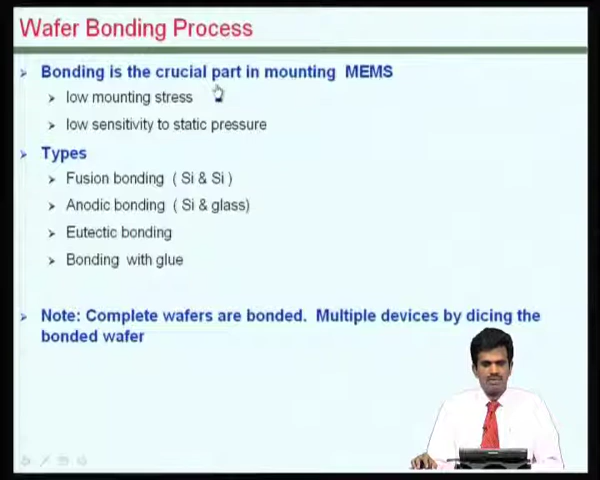 Wafer Bonding Process
Bonding is the crucial part in mounting MEMS
low mounting stress
low sensitivity to static pressure
Types
Fusion bonding ( Si & Si )
Anodic bonding ( Si & glass)
Eutectic bonding
Bonding with glue
Note: Complete wafers are bonded. Multiple devices by dicing the
bonded wafer